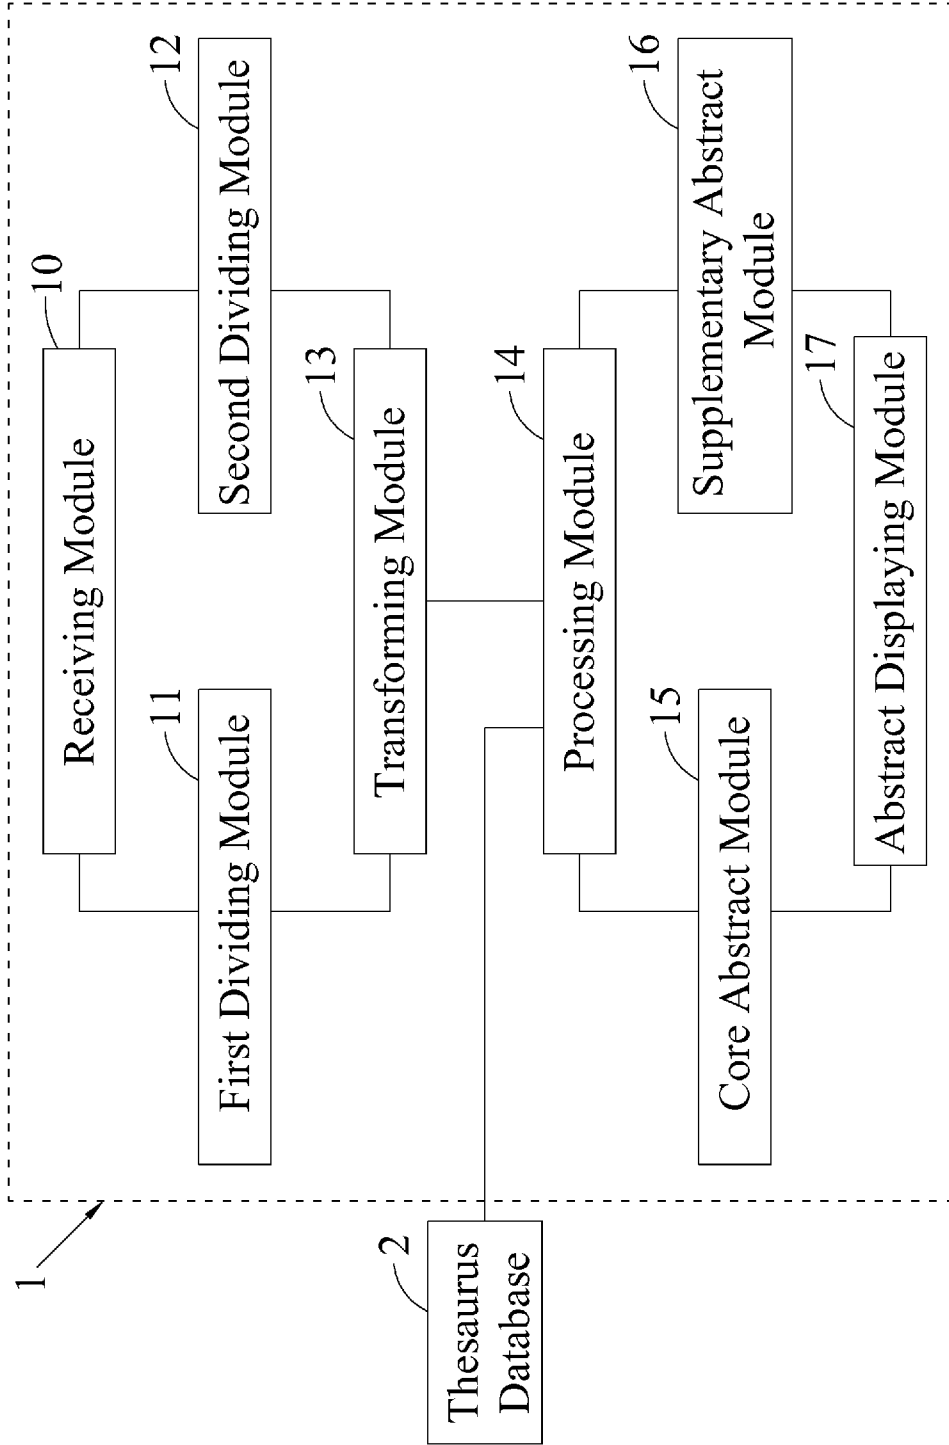 1
Receiving Module
10
First Dividing Module
11
Second Dividing Module
12
Transforming Module
13
Thesaurus
Database
2
Processing Module
14
Core Abstract Module
15
Supplementary Abstract
Module
16
Abstract Displaying Module
17